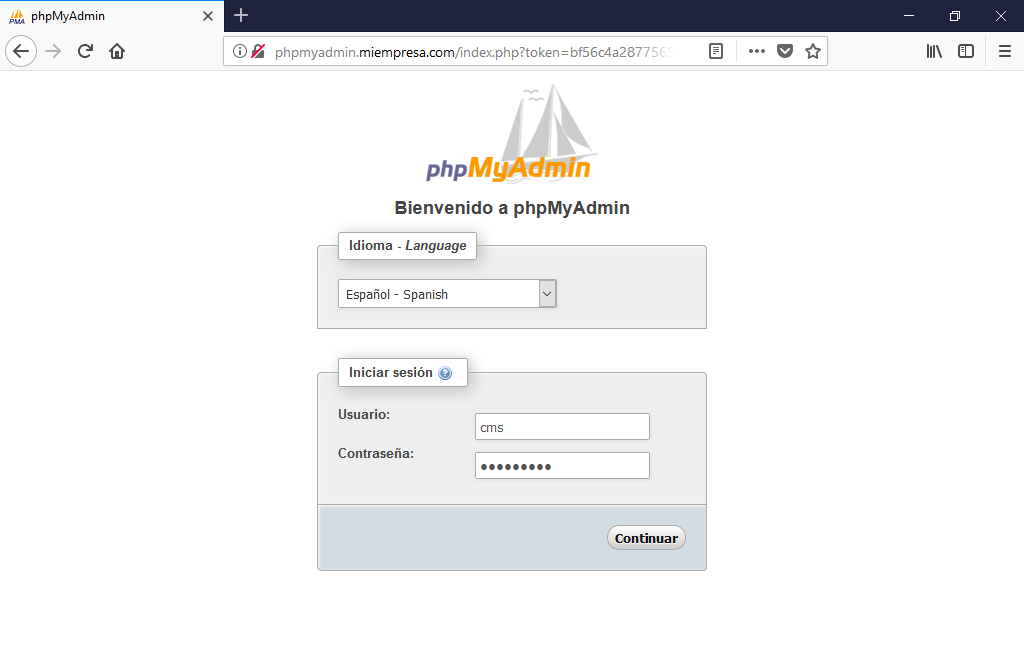 phpMyAdmin
phpmyadmin.miempresa.com/index.php?token=bf56c4a287756
phpMyAdmin
Bienvenido a phpMyAdmin
Idioma - Language
Español - Spanish
Iniciar sesión
Usuario:
cms
Contraseña:
Continuar